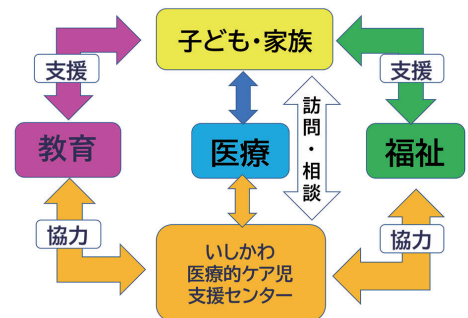 子ども・家族
支援
支援
訪問・相談
教育
医療
福祉
協力
協力
いしかわ
医療的ケア児
支援センター